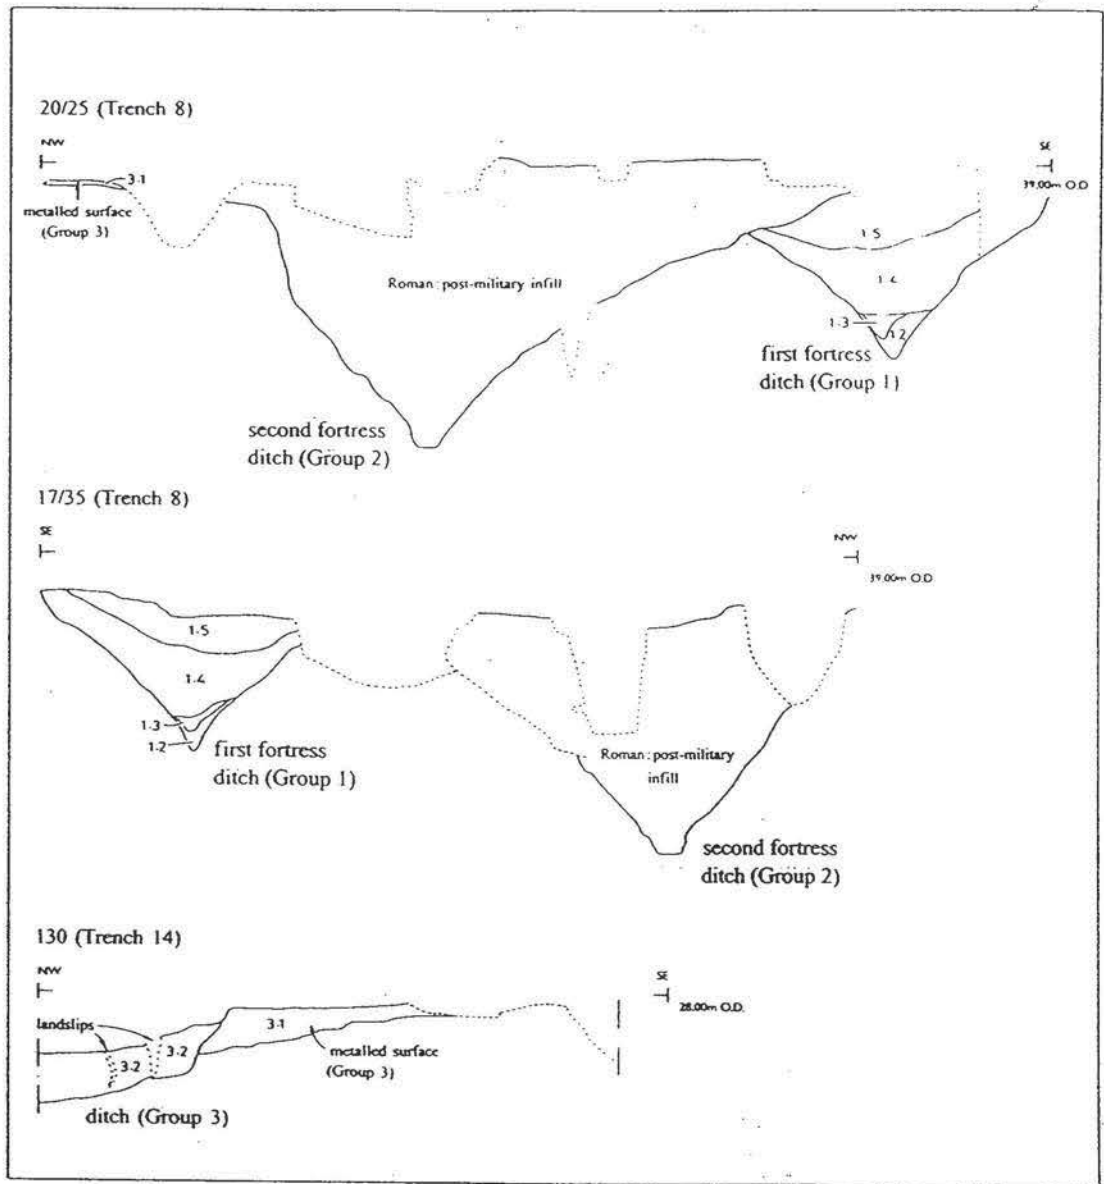 20/25 (Trench 8)
NW
SE
3·1
39.00m O.D
metalled surface
(Group 3)
1·5
Roman: post-military infill
1·4
1·3
1·2
first fortress
ditch (Group 1)
second fortress
ditch (Group 2)
17/35 (Trench 8)
SE
NW
39.00m O.D
1·5
1·4
1·3
1·2
first fortress
ditch (Group 1)
Roman: post-military
infill
second fortress
ditch (Group 2)
130 (Trench 14)
NW
SE
28.00m O.D.
landslips
3·1
3·2
3·2
metalled surface
(Group 3)
ditch (Group 3)